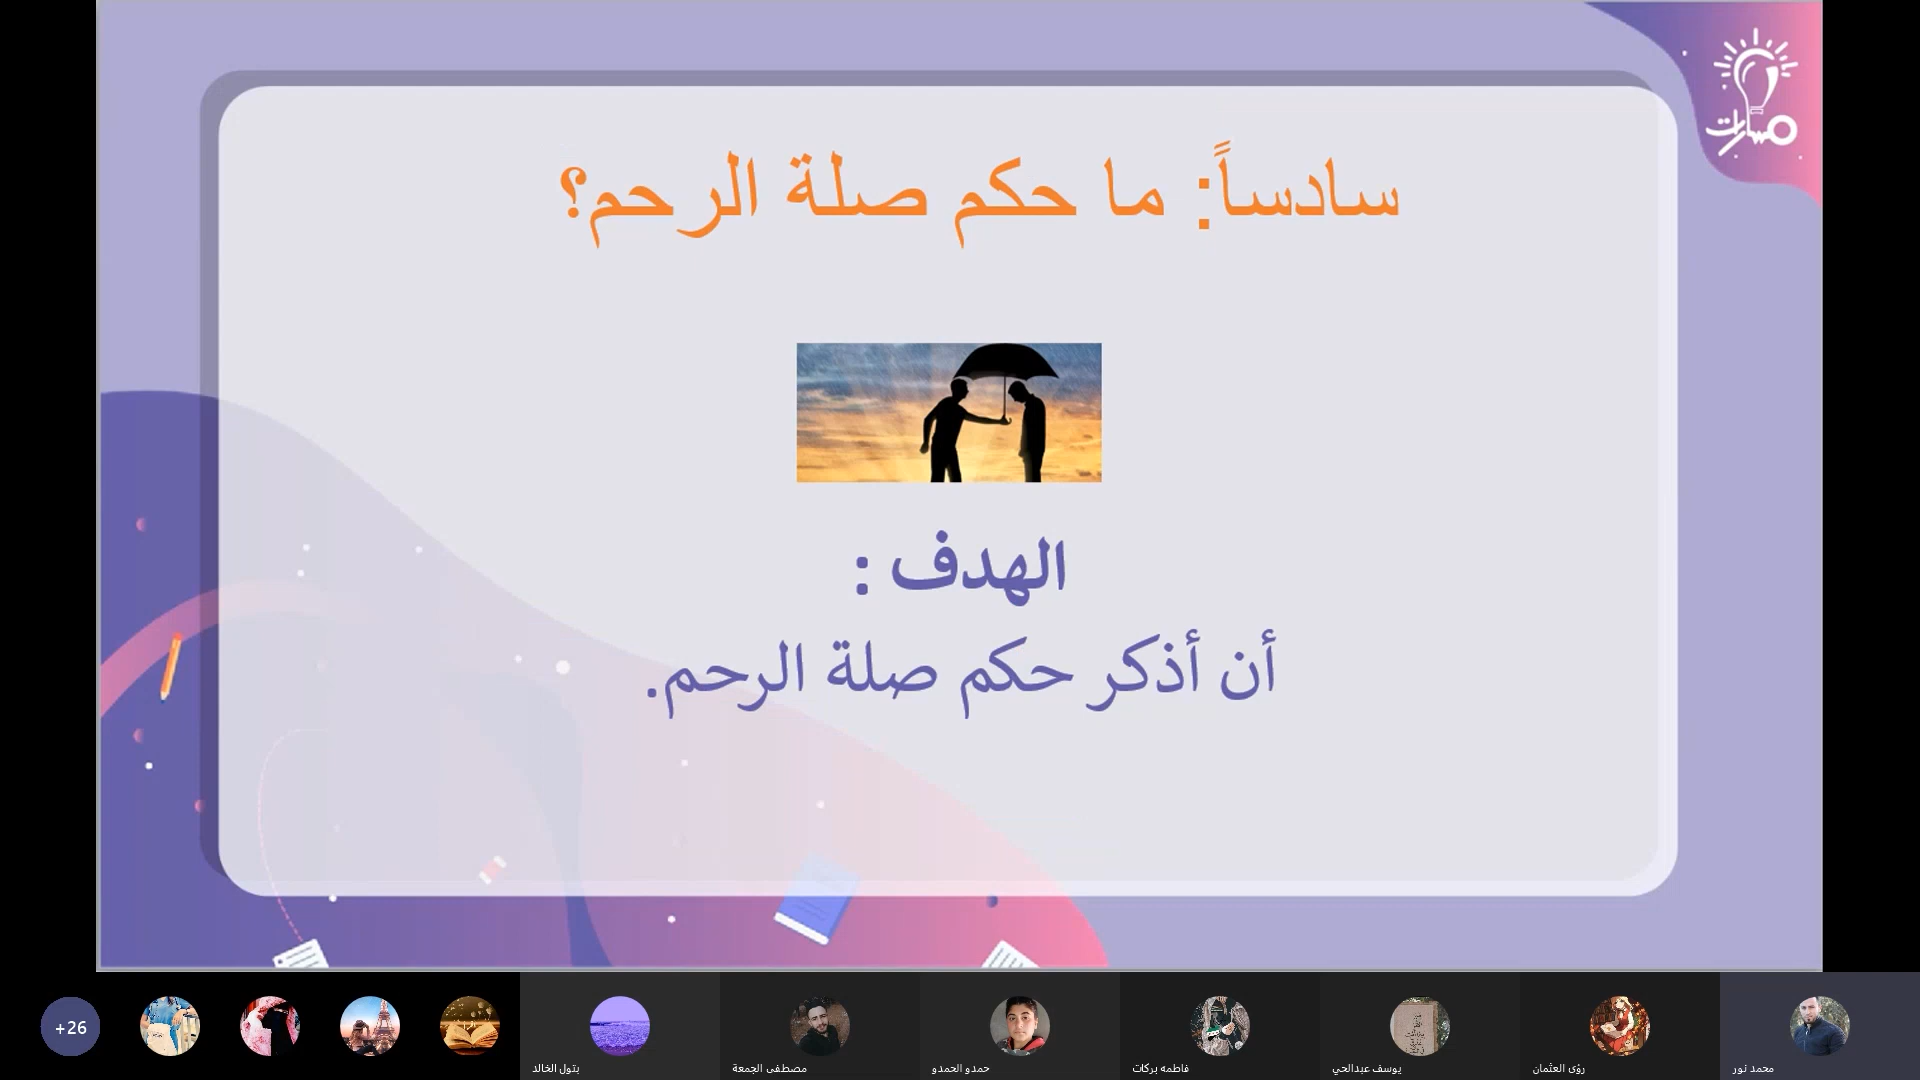 مسارات
سادساً: ما حكم صلة الرحم؟
الهدف :
أن أذكر حكم صلة الرحم.
+26
بتول الخالد
مصطفى الجمعة
حمدو الحمدو
فاطمه بركات
يوسف عبدالحي
رؤى العثمان
محمد نور